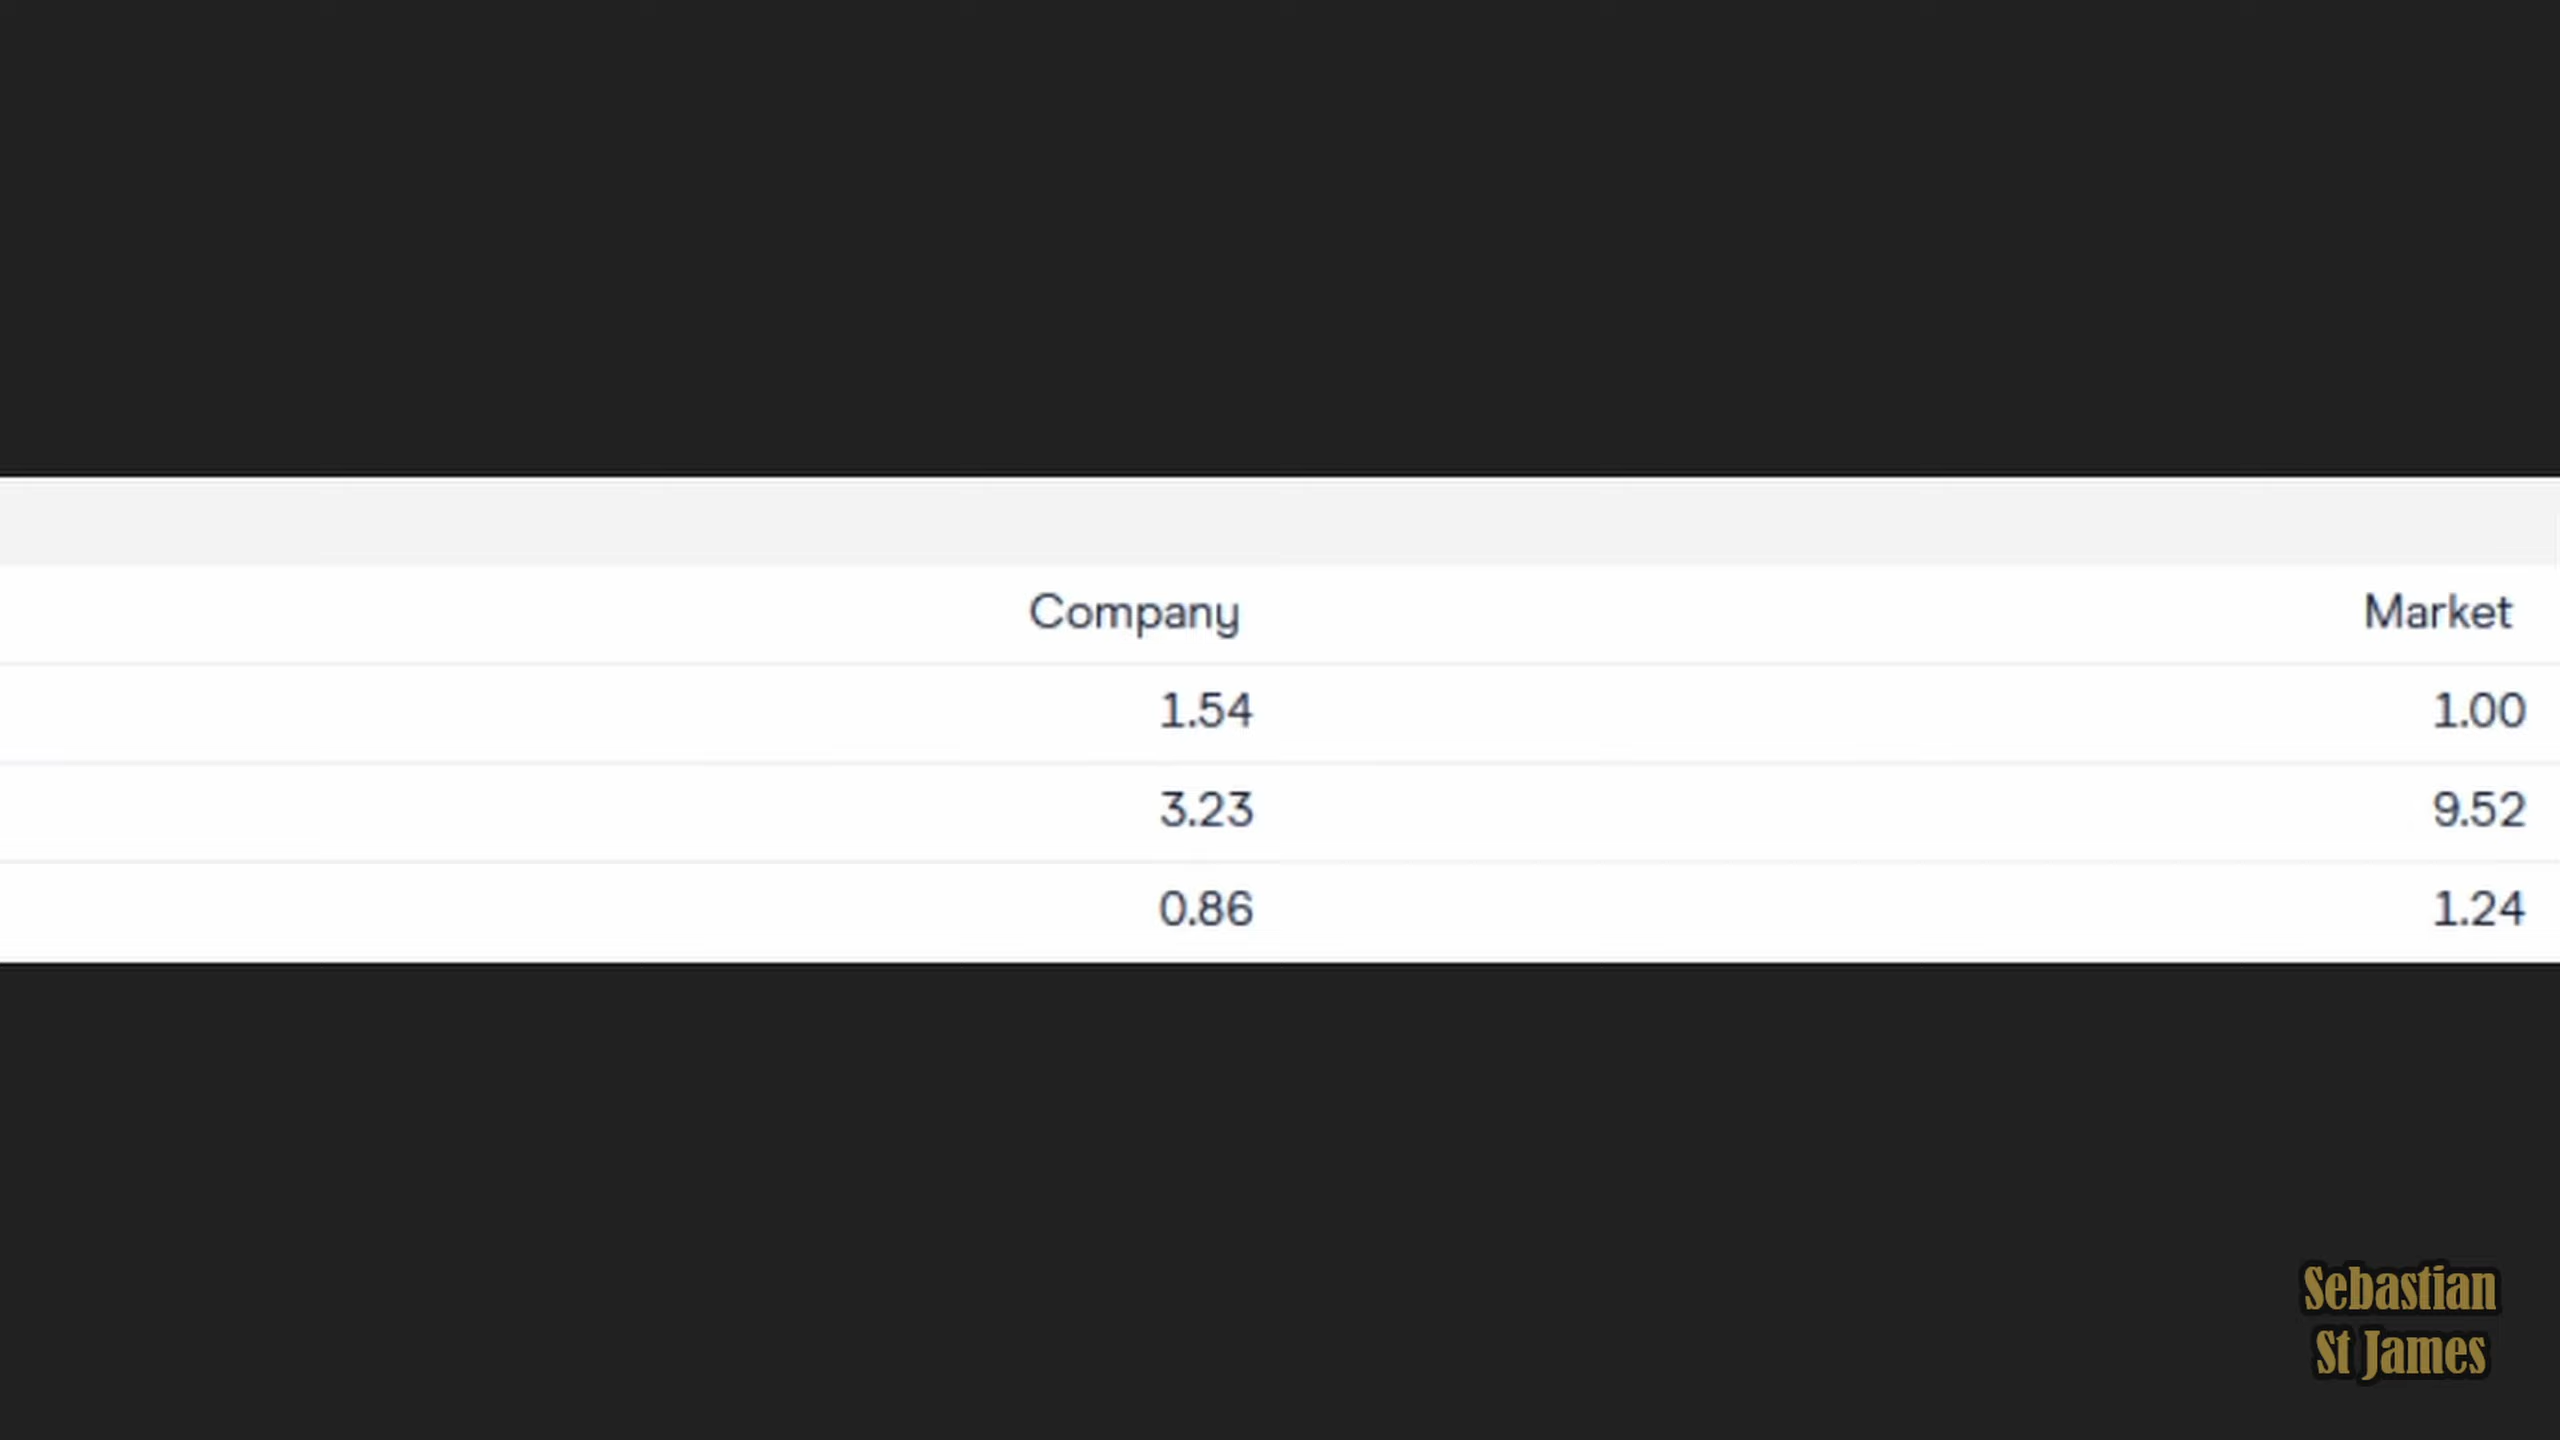 Company Market
1.54 1.00
3.23 9.52
0.86 1.24
Sebastian
St James